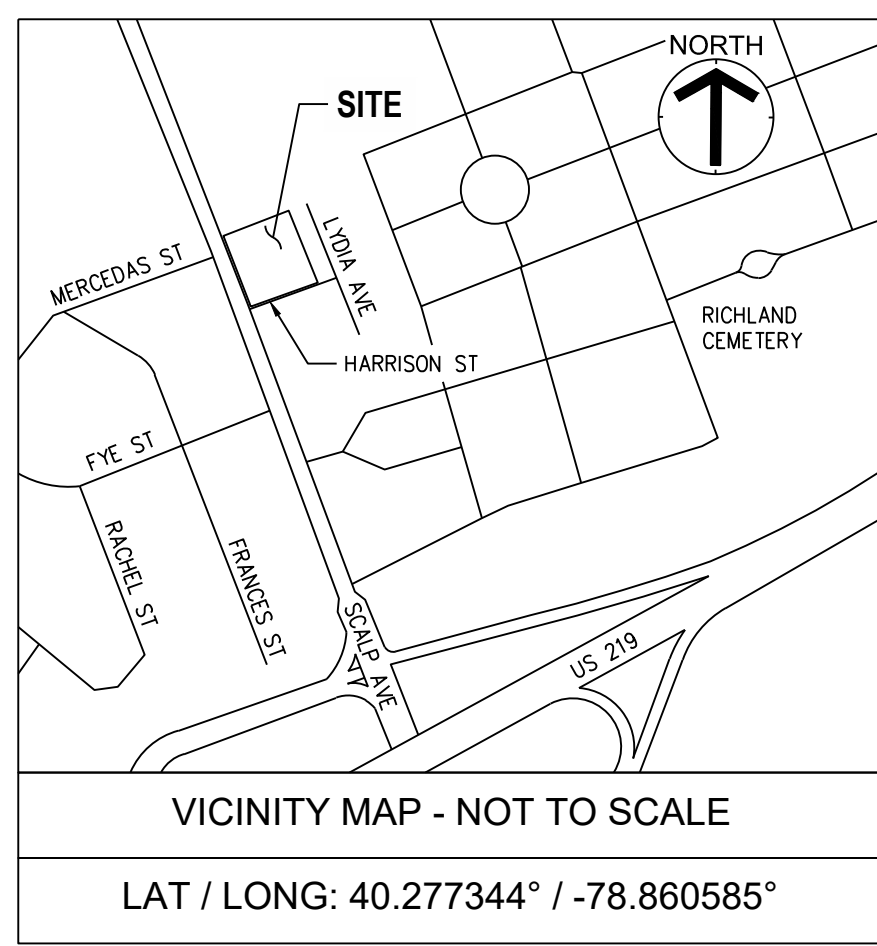 NORTH
SITE
LYDIA AVE
MERCEDAS ST
RICHLAND
CEMETERY
HARRISON ST
FYE ST
RACHEL ST
FRANCES ST
SCALP AVE
US 219
VICINITY MAP - NOT TO SCALE
LAT / LONG: 40.277344° / -78.860585°